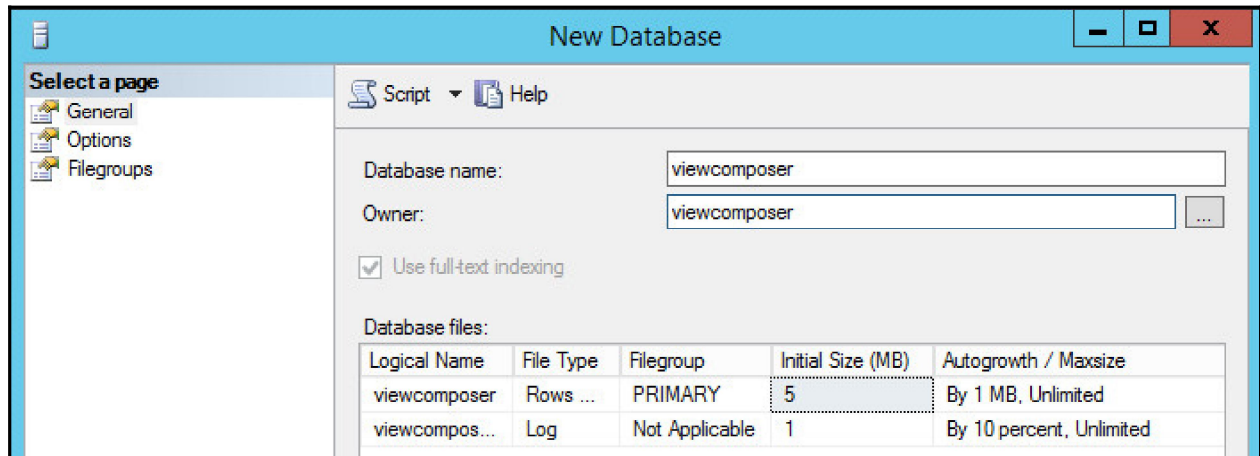 New Database
Select a page
General
Options
Filegroups
Script Help
Database name: viewcomposer
Owner: viewcomposer ...
Use full-text indexing
Database files:
Logical Name File Type Filegroup Initial Size (MB) Autogrowth / Maxsize
viewcomposer Rows ... PRIMARY 5 By 1 MB, Unlimited
viewcompos... Log Not Applicable 1 By 10 percent, Unlimited